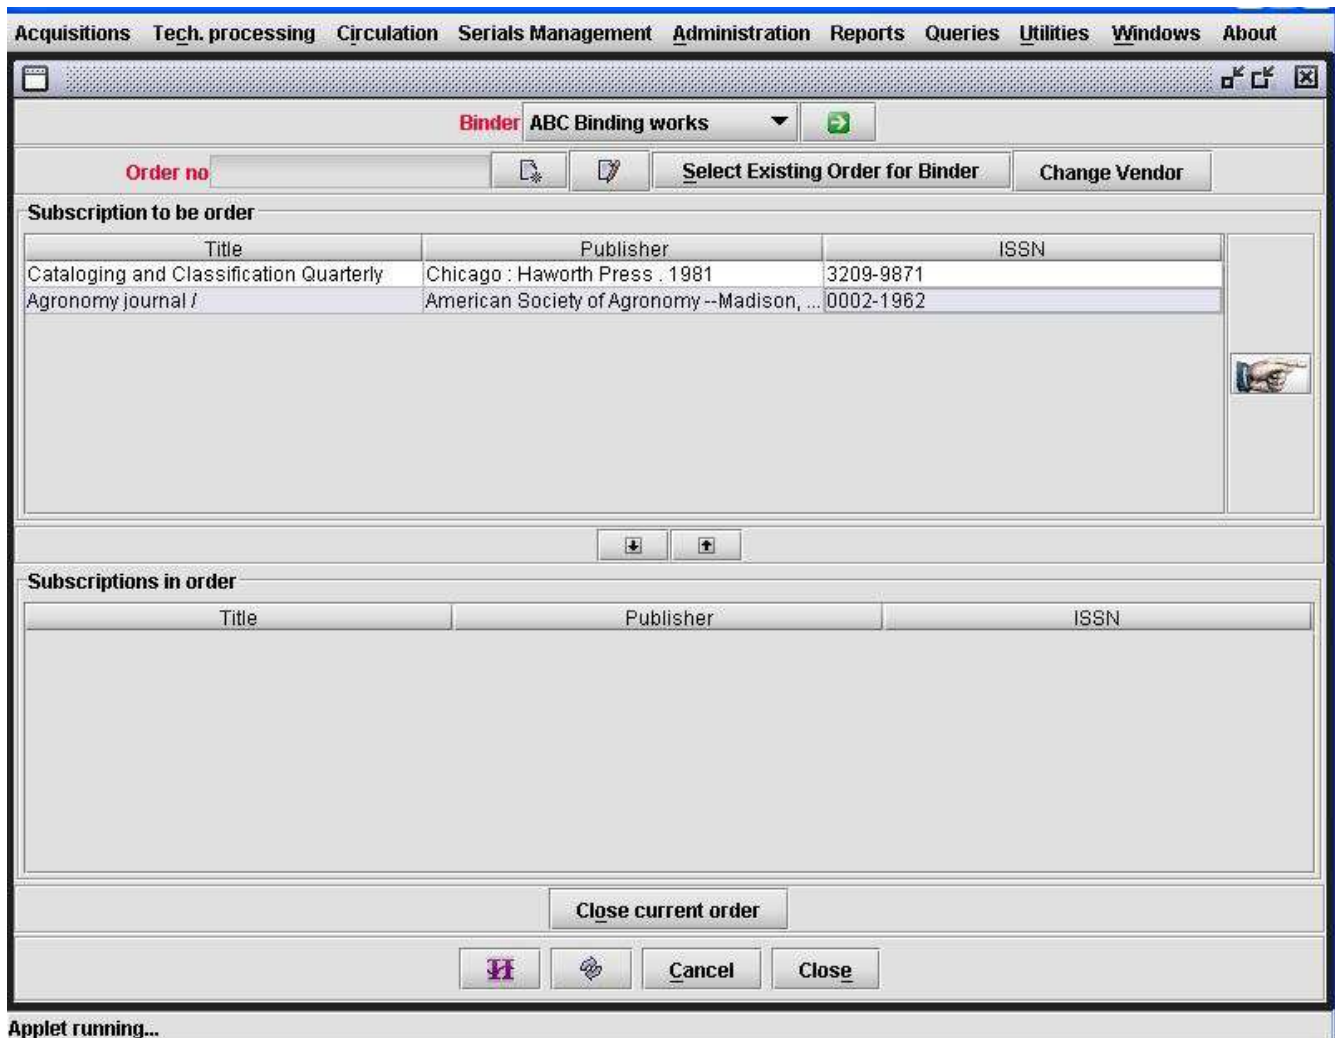 Acquisitions Tech. processing Circulation Serials Management Administration Reports Queries Utilities Windows About
Binder ABC Binding works
Order no Select Existing Order for Binder Change Vendor
Subscription to be order
Title Publisher ISSN
Cataloging and Classification Quarterly Chicago : Haworth Press . 1981 3209-9871
Agronomy journal / American Society of Agronomy --Madison, ... 0002-1962
Subscriptions in order
Title Publisher ISSN
Close current order
Cancel Close
Applet running...